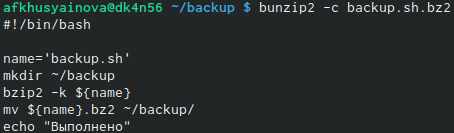 afkhusyainova@dk4n56 ~/backup $ bunzip2 -c backup.sh.bz2
#!/bin/bash

name='backup.sh'
mkdir ~/backup
bzip2 -k ${name}
mv ${name}.bz2 ~/backup/
echo "Выполнено"